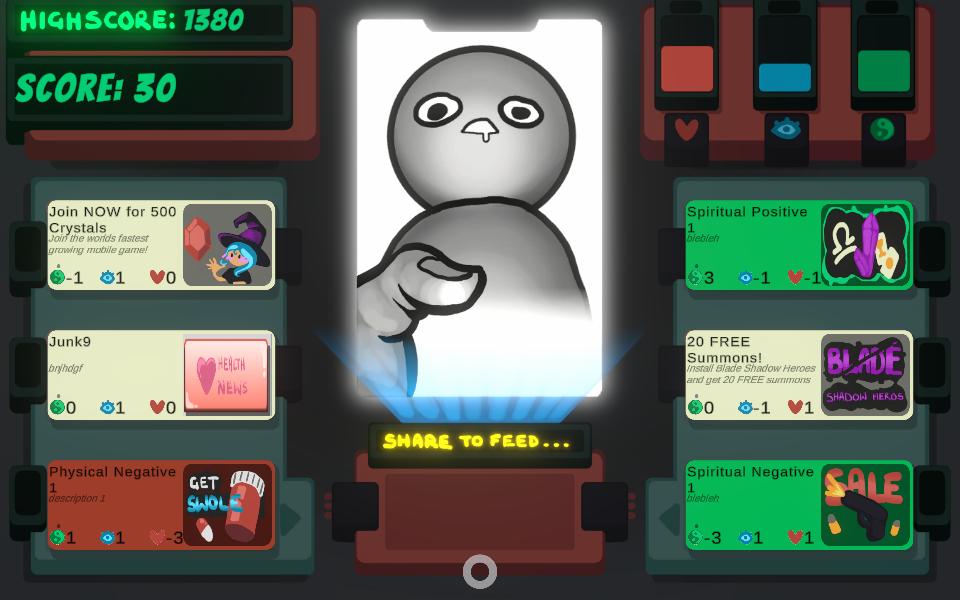 HIGHSCORE: 1380
SCORE: 30
Join NOW for 500
Crystals
Join the worlds fastest
growing mobile game!
-1 1 0
Junk9
brjhdgf
0 1 0
HEALTH
NEWS
Physical Negative
1
description 1
1 1 -3
GET
SWOLE
SHARE TO FEED...
Spiritual Positive
1
blebleh
3 -1 -1
20 FREE
Summons!
Install Blade Shadow Heroes
and get 20 FREE summons
0 -1 1
BLADE
SHADOW HEROS
Spiritual Negative
1
blebleh
-3 1 1
SALE